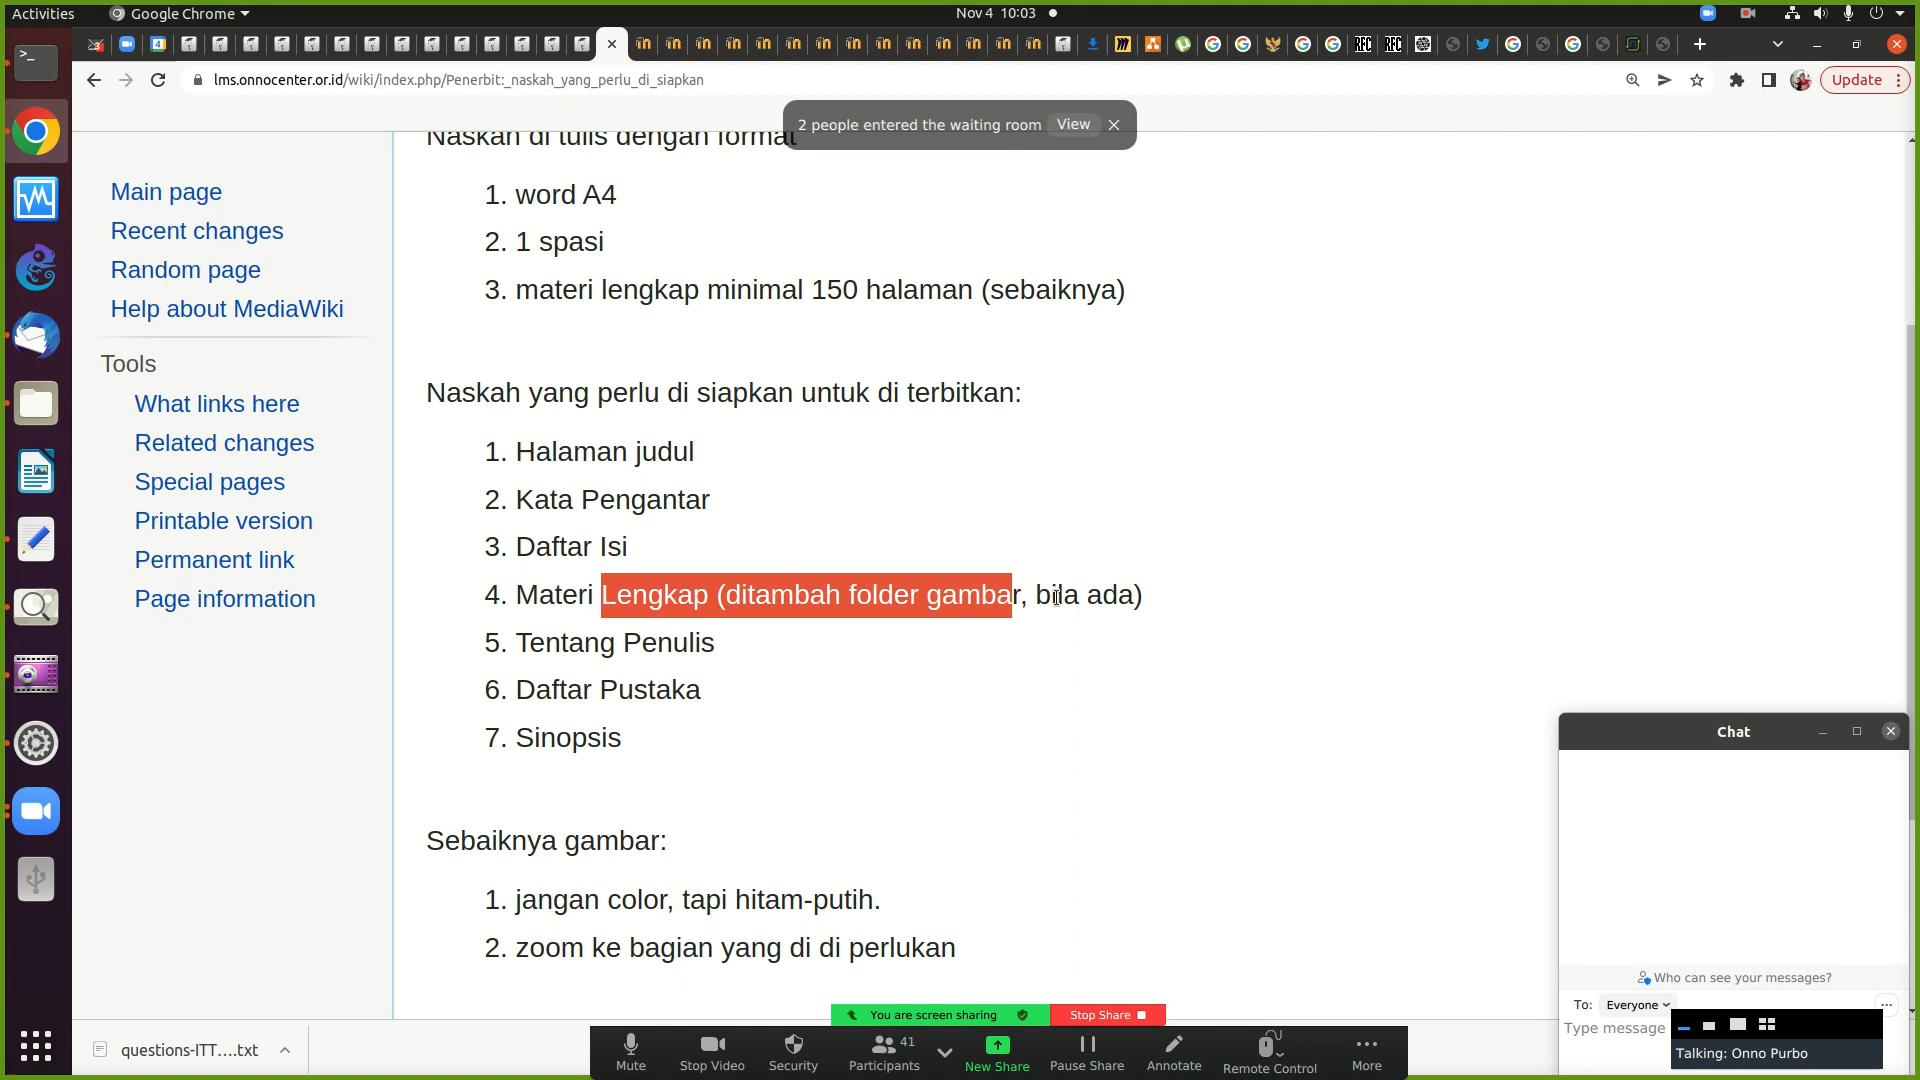 Activities
Google Chrome
Nov 4 10:03
lms.onnocenter.or.id/wiki/index.php/Penerbit:_naskah_yang_perlu_di_siapkan
Update
2 people entered the waiting room View
Naskah di tulis dengan format
1. word A4
2. 1 spasi
3. materi lengkap minimal 150 halaman (sebaiknya)
Naskah yang perlu di siapkan untuk di terbitkan:
1. Halaman judul
2. Kata Pengantar
3. Daftar Isi
4. Materi Lengkap (ditambah folder gambar, bila ada)
5. Tentang Penulis
6. Daftar Pustaka
7. Sinopsis
Sebaiknya gambar:
1. jangan color, tapi hitam-putih.
2. zoom ke bagian yang di di perlukan
Main page
Recent changes
Random page
Help about MediaWiki
Tools
What links here
Related changes
Special pages
Printable version
Permanent link
Page information
Chat
Who can see your messages?
To: Everyone
Type message
Talking: Onno Purbo
You are screen sharing
Stop Share
questions-ITT....txt
Mute
Stop Video
Security
Participants
41
New Share
Pause Share
Annotate
Remote Control
More